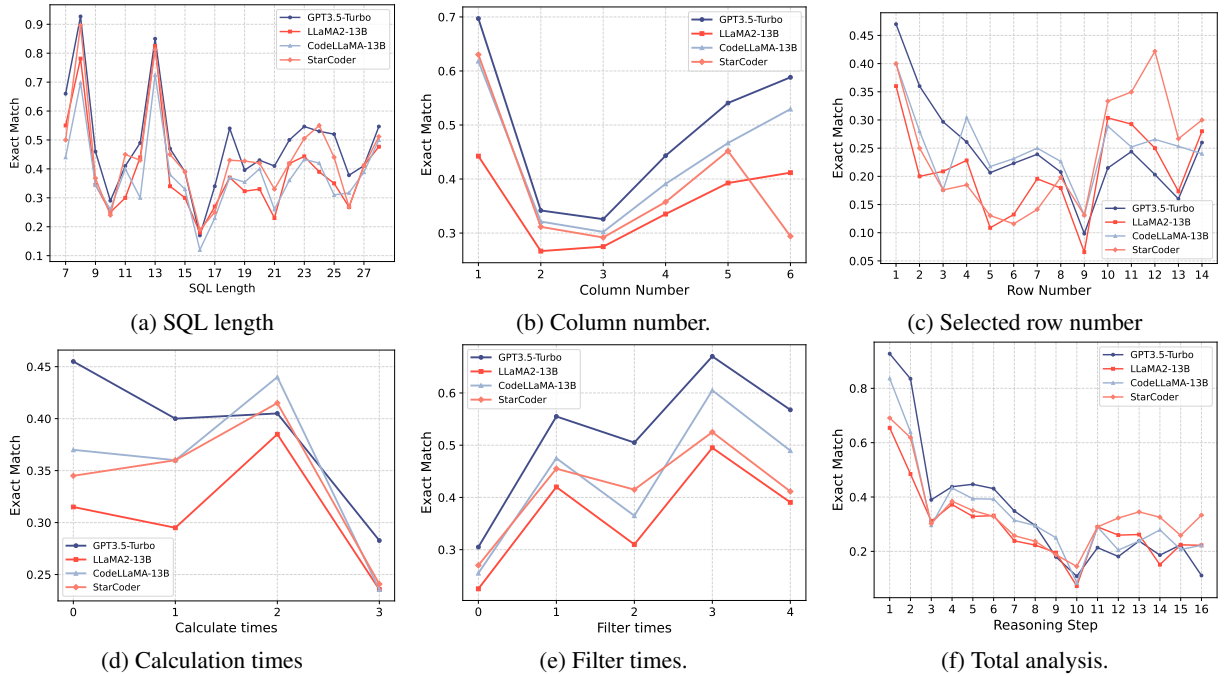 GPT3.5-Turbo
LLaMA2-13B
CodeLLaMA-13B
StarCoder
Exact Match
0.9
0.8
0.7
0.6
0.5
0.4
0.3
0.2
0.1
7 9 11 13 15 17 19 21 23 25 27
SQL Length
(a) SQL length
GPT3.5-Turbo
LLaMA2-13B
CodeLLaMA-13B
StarCoder
Exact Match
0.7
0.6
0.5
0.4
0.3
1 2 3 4 5 6
Column Number
(b) Column number.
Exact Match
0.45
0.40
0.35
0.30
0.25
0.20
0.15
0.10
0.05
GPT3.5-Turbo
LLaMA2-13B
CodeLLaMA-13B
StarCoder
1 2 3 4 5 6 7 8 9 10 11 12 13 14
Row Number
(c) Selected row number
Exact Match
0.45
0.40
0.35
0.30
0.25
GPT3.5-Turbo
LLaMA2-13B
CodeLLaMA-13B
StarCoder
0 1 2 3
Calculate times
(d) Calculation times
GPT3.5-Turbo
LLaMA2-13B
CodeLLaMA-13B
StarCoder
Exact Match
0.6
0.5
0.4
0.3
0 1 2 3 4
Filter times
(e) Filter times.
GPT3.5-Turbo
LLaMA2-13B
CodeLLaMA-13B
StarCoder
Exact Match
0.8
0.6
0.4
0.2
1 2 3 4 5 6 7 8 9 10 11 12 13 14 15 16
Reasoning Step
(f) Total analysis.